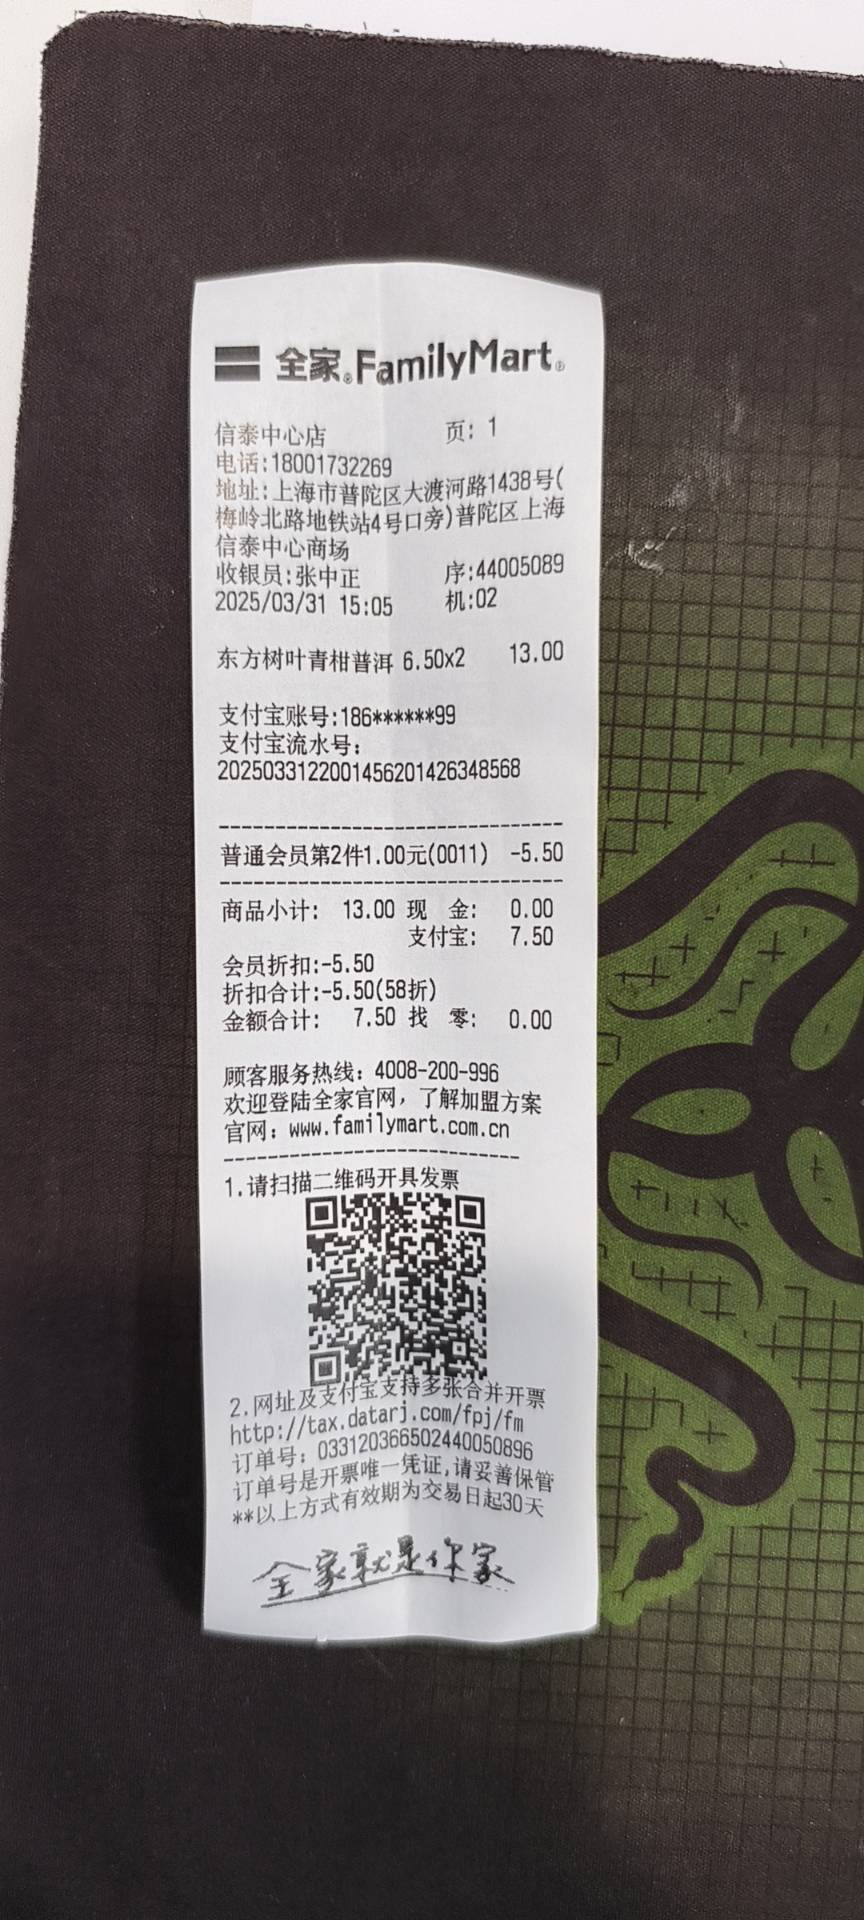 全家®FamilyMart®
信泰中心店 页: 1
电话:18001732269
地址:上海市普陀区大渡河路1438号(
梅岭北路地铁站4号口旁)普陀区上海
信泰中心商场
收银员:张中正 序:44005089
2025/03/31 15:05 机:02
东方树叶青柑普洱 6.50x2 13.00
支付宝账号:186******99
支付宝流水号:
2025033122001456201426348568
普通会员第2件1.00元(0011) -5.50
商品小计: 13.00 现 金: 0.00
支付宝: 7.50
会员折扣:-5.50
折扣合计:-5.50(58折)
金额合计: 7.50 找 零: 0.00
顾客服务热线: 4008-200-996
欢迎登陆全家官网,了解加盟方案
官网: www.familymart.com.cn
1.请扫描二维码开具发票
2.网址及支付宝支持多张合并开票
http://tax.datarj.com/fpj/fm
订单号: 033120366502440050896
订单号是开票唯一凭证,请妥善保管
**以上方式有效期为交易日起30天
全家就是你家